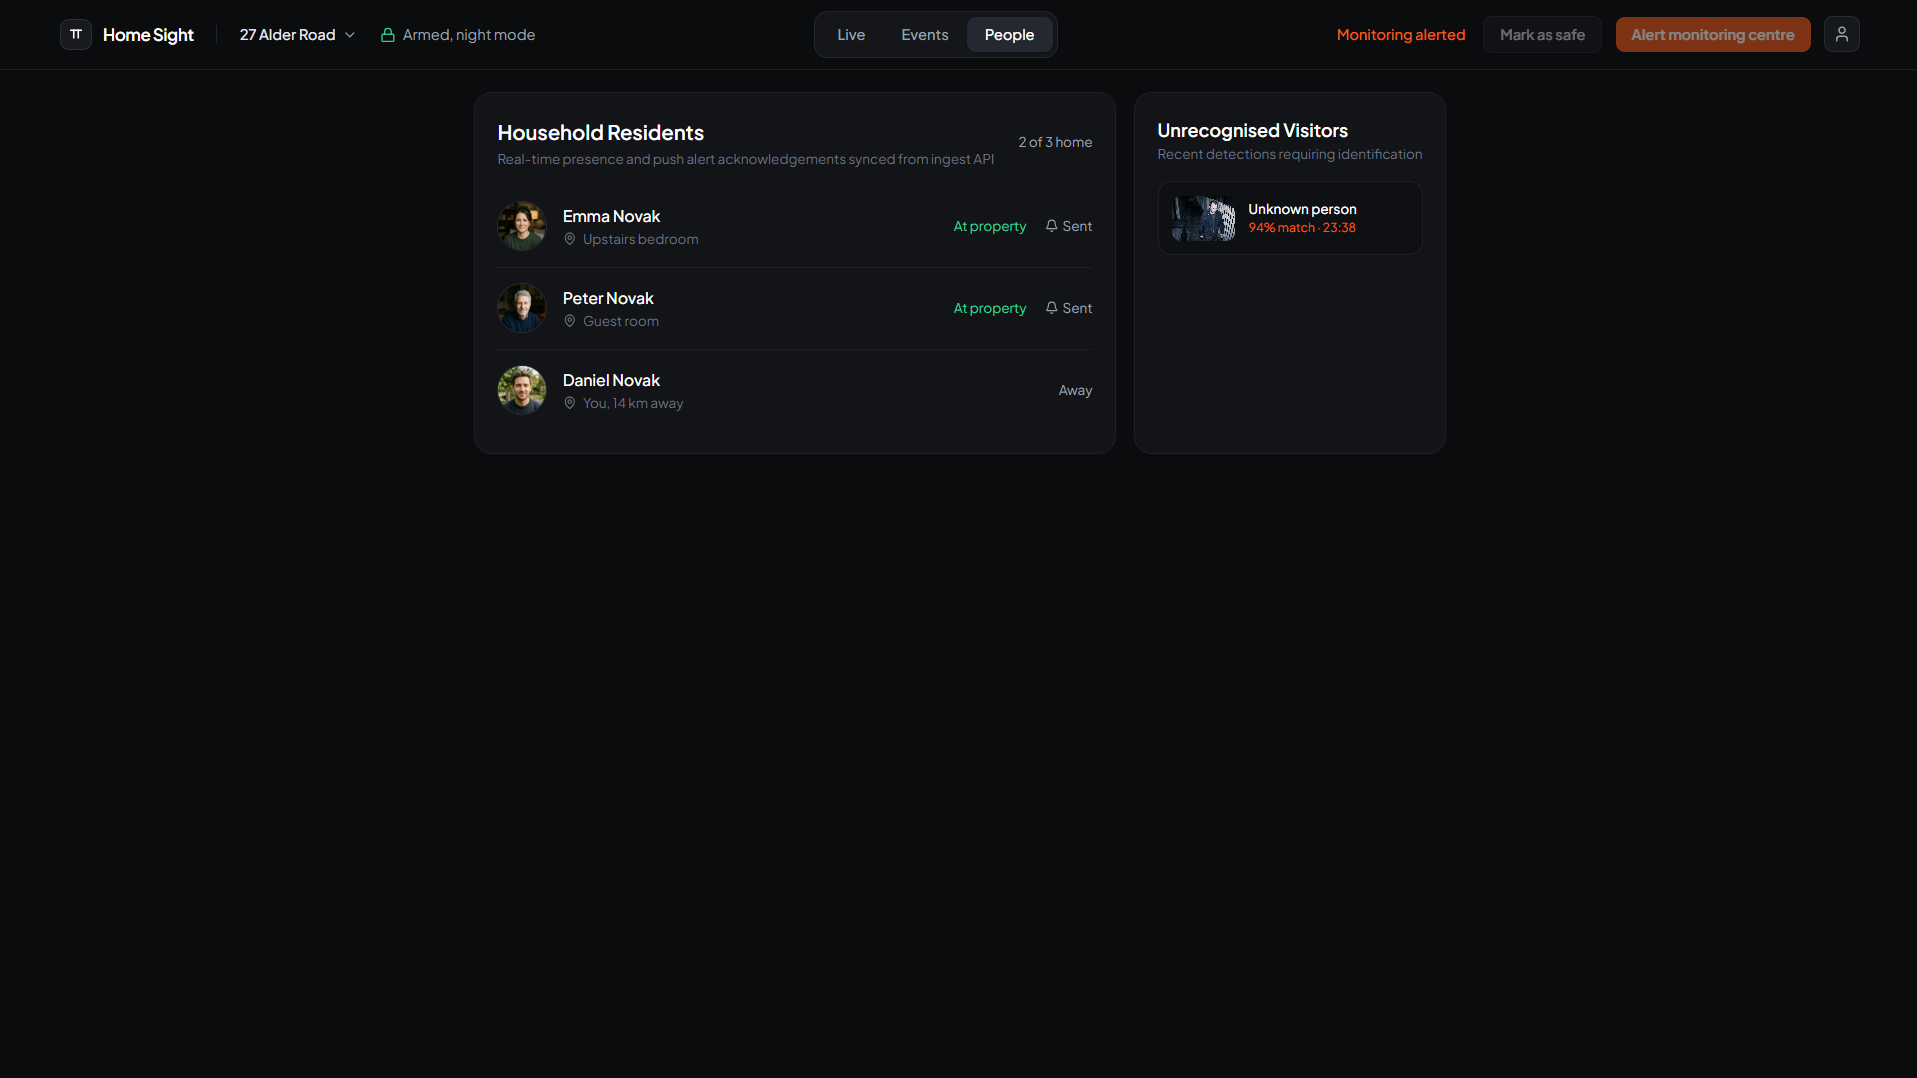 Home Sight
27 Alder Road
Armed, night mode
Live
Events
People
Monitoring alerted
Mark as safe
Alert monitoring centre
Household Residents
Real-time presence and push alert acknowledgements synced from ingest API
2 of 3 home
Emma Novak
Upstairs bedroom
At property
Sent
Peter Novak
Guest room
At property
Sent
Daniel Novak
You, 14 km away
Away
Unrecognised Visitors
Recent detections requiring identification
Unknown person
94% match · 23:38